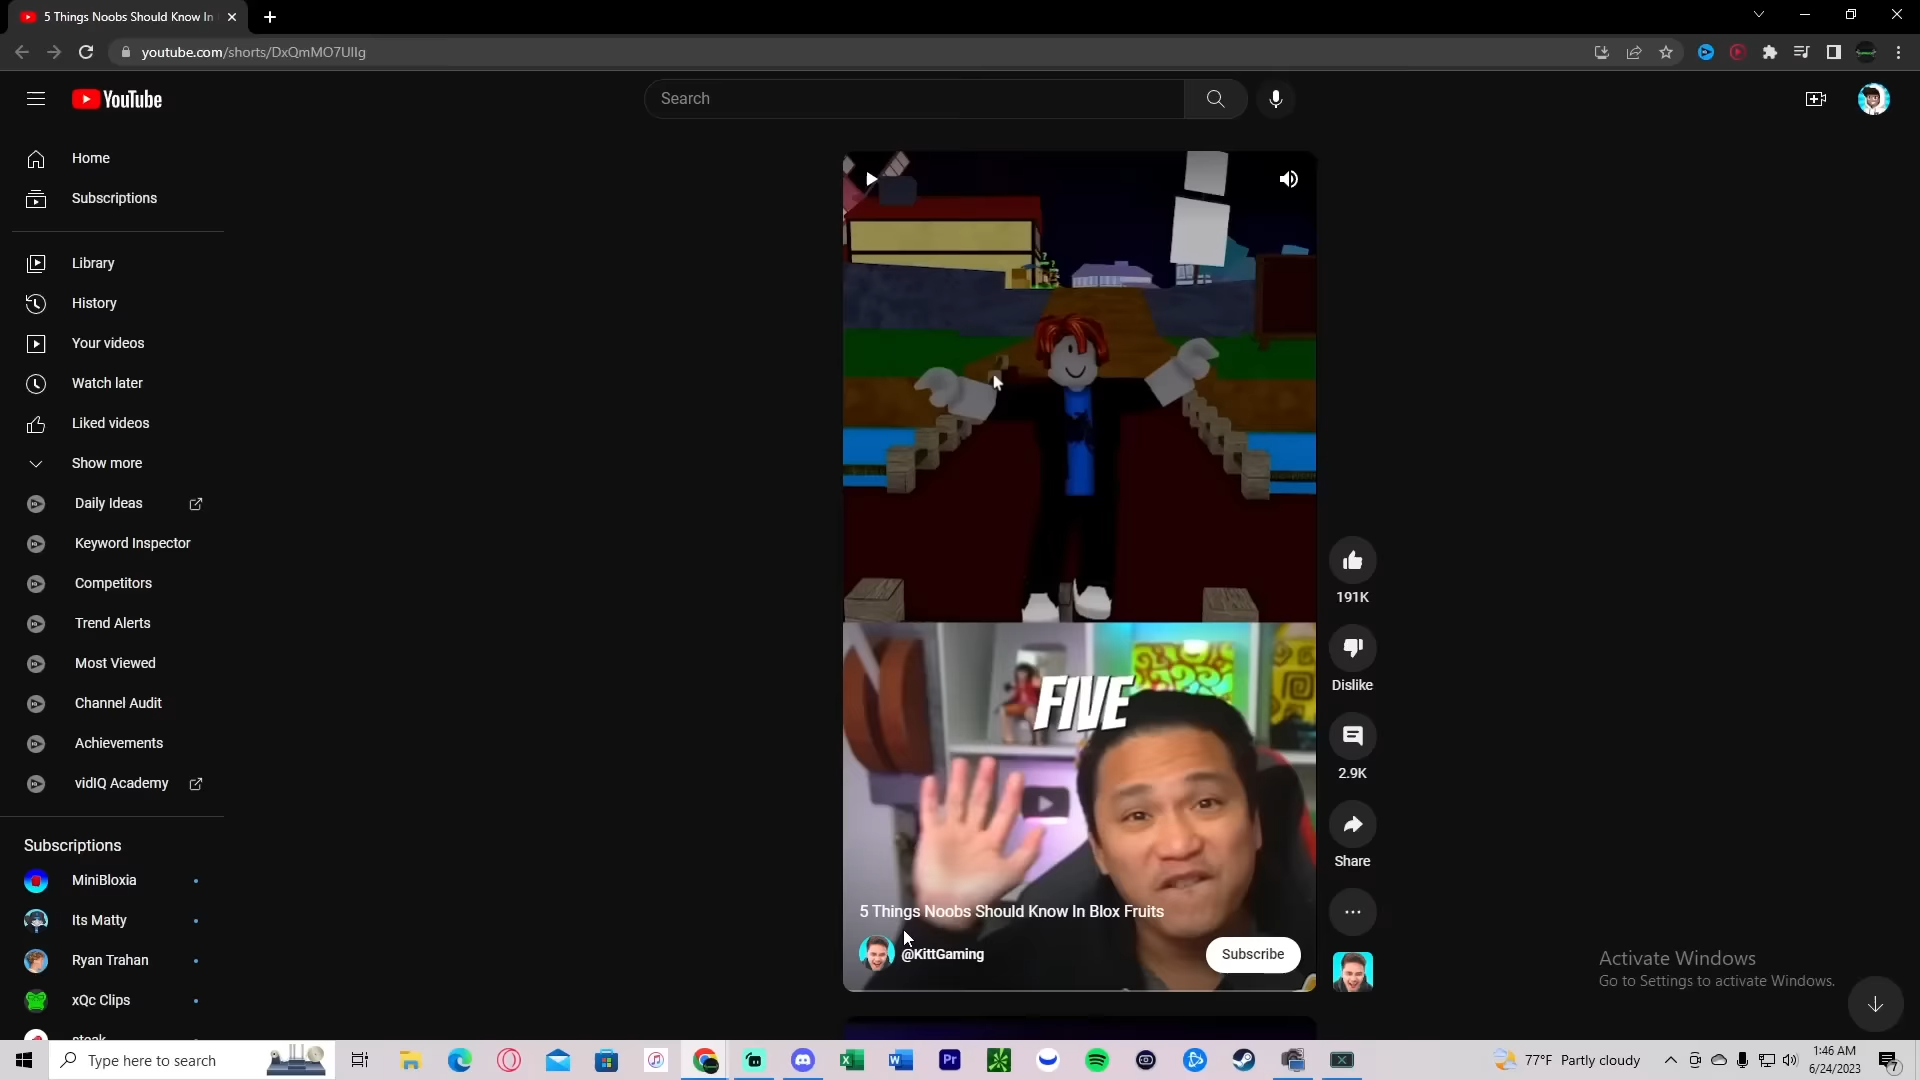 5 Things Noobs Should Know In
youtube.com/shorts/DxQmMO7UIlg
YouTube
Search
Home
Subscriptions
Library
History
Your videos
Watch later
Liked videos
Show more
Daily Ideas
Keyword Inspector
Competitors
Trend Alerts
Most Viewed
Channel Audit
Achievements
vidIQ Academy
Subscriptions
MiniBloxia
Its Matty
Ryan Trahan
xQc Clips
FIVE
5 Things Noobs Should Know In Blox Fruits
@KittGaming
Subscribe
191K
Dislike
2.9K
Share
Activate Windows
Go to Settings to activate Windows.
Type here to search
77°F Partly cloudy
1:46 AM
6/24/2023
7